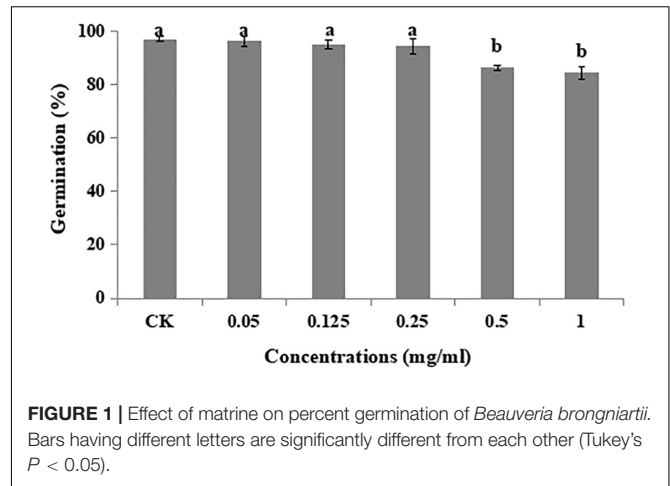 100
80
60
40
20
0
Germination (%)
a a a a b b
CK 0.05 0.125 0.25 0.5 1
Concentrations (mg/ml)
FIGURE 1 | Effect of matrine on percent germination of Beauveria brongniartii.
Bars having different letters are significantly different from each other (Tukey's
P < 0.05).